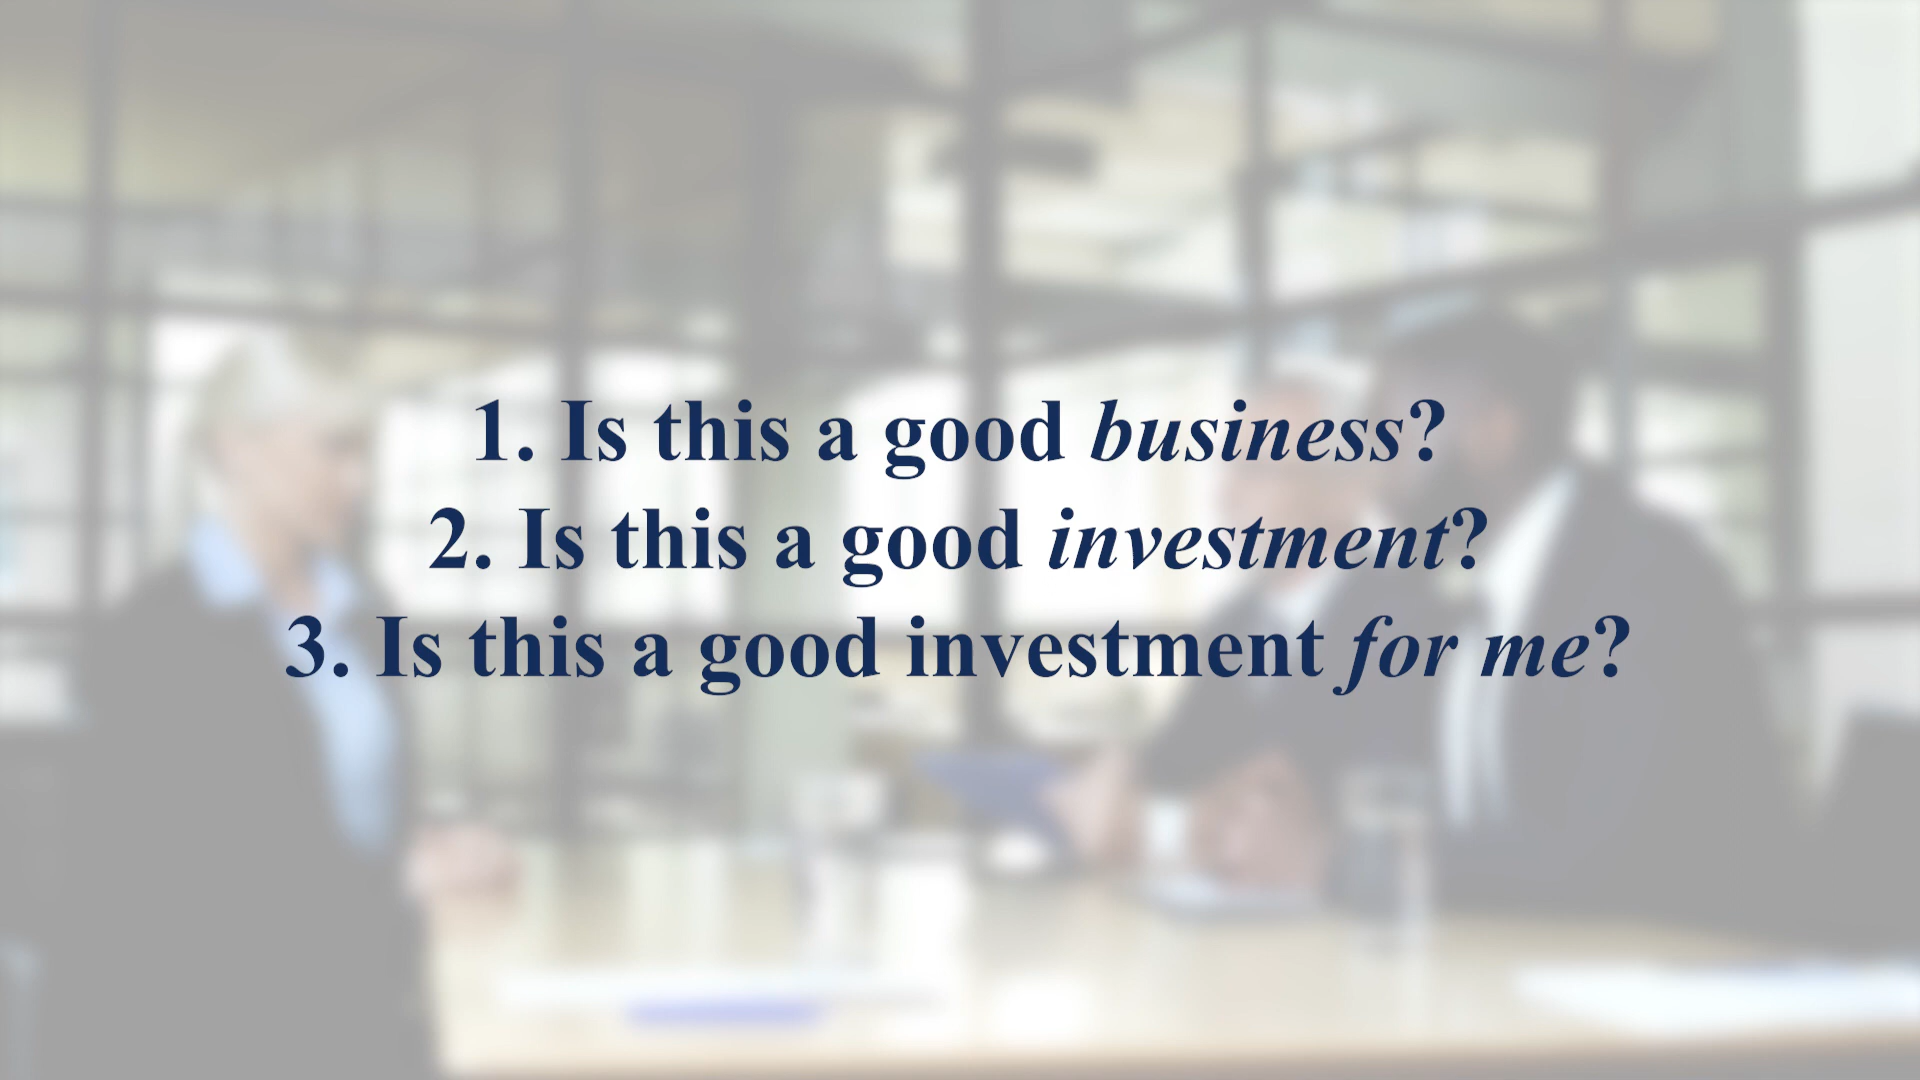 1. Is this a good business?
2. Is this a good investment?
3. Is this a good investment for me?